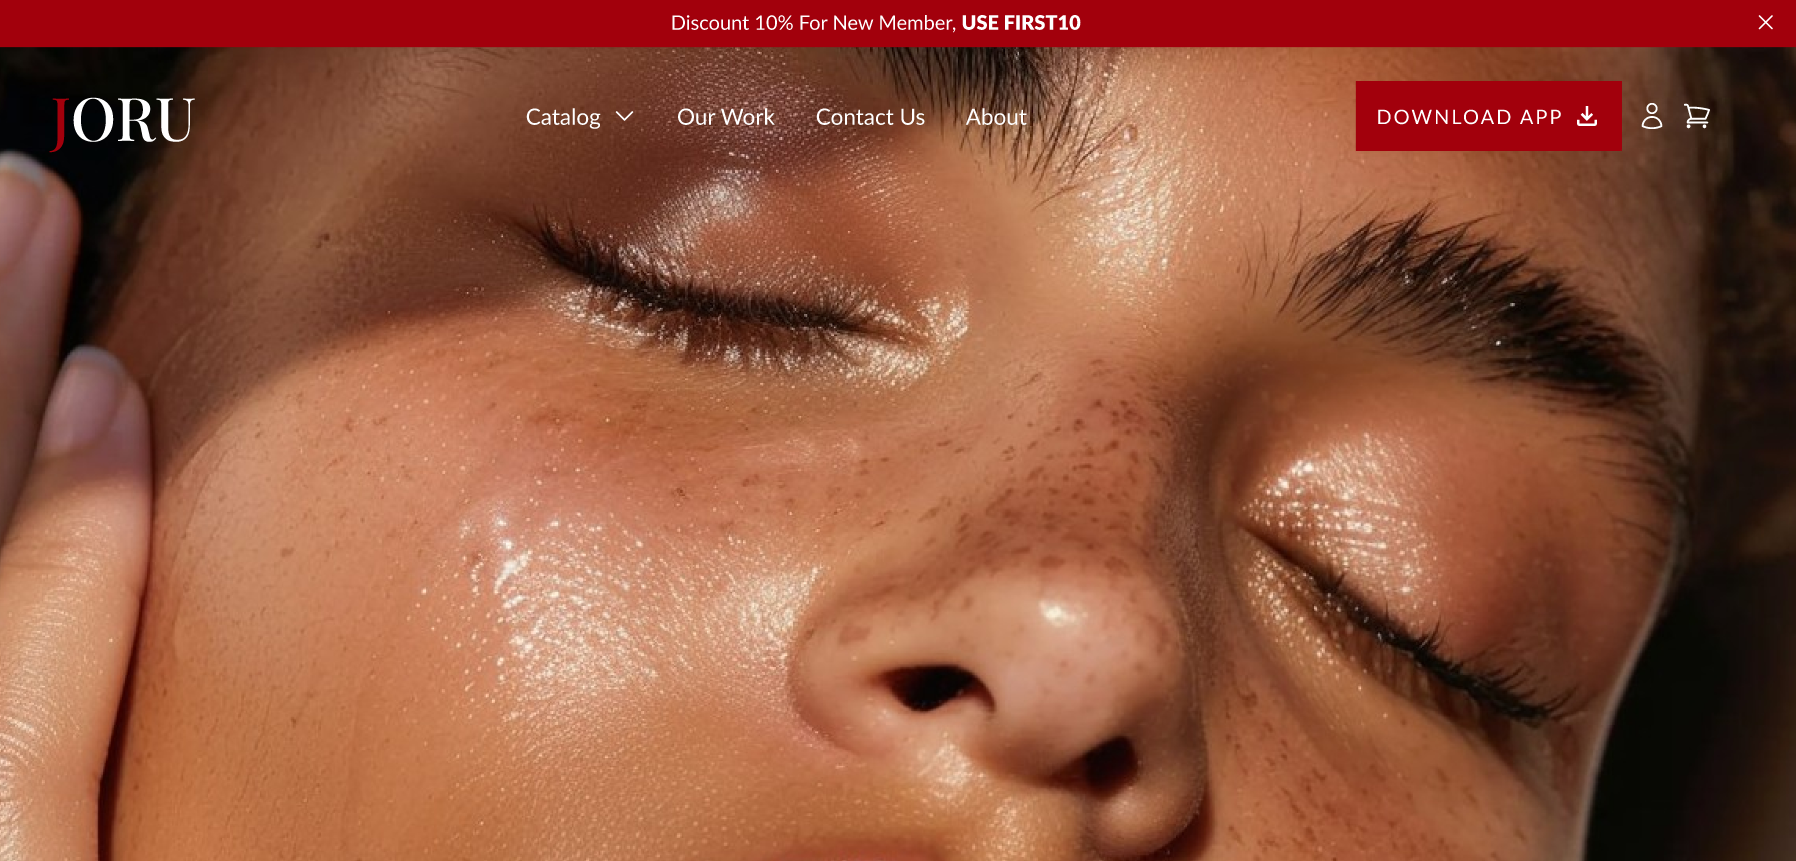 Discount 10% For New Member, USE FIRST10
JORU
Catalog
Our Work
Contact Us
About
DOWNLOAD APP